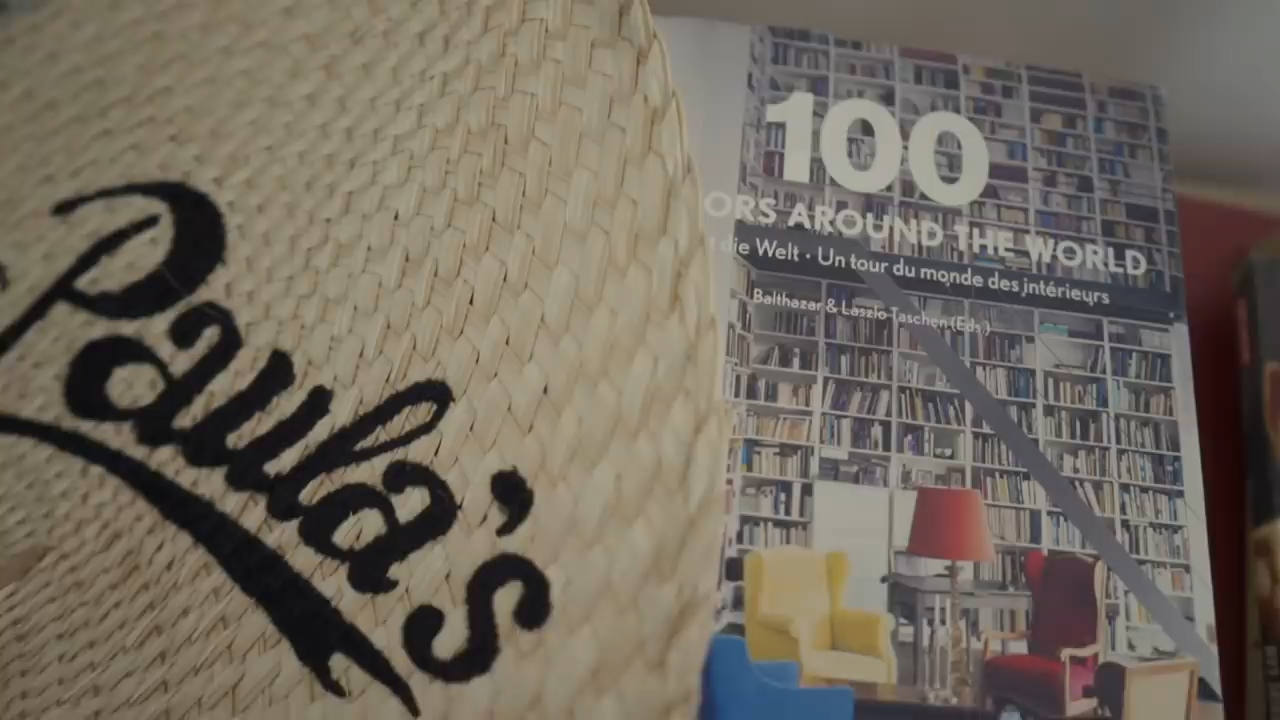 Paula's
100
ORS AROUND THE WORLD
die Welt · Un tour du monde des intérieurs
Balthazar & Laszlo Taschen (Eds.)